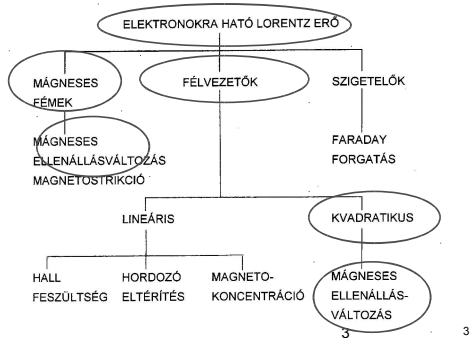 ELEKTRONOKRA HATÓ LORENTZ ERŐ
MÁGNESES
FÉMEK
FÉLVEZETŐK
SZIGETELŐK
MÁGNESES
ELLENÁLLÁSVÁLTOZÁS
MAGNETOSTRIKCIÓ
FARADAY
FORGATÁS
LINEÁRIS
KVADRATIKUS
HALL
FESZÜLTSÉG
HORDOZÓ
ELTÉRÍTÉS
MAGNETO-
KONCENTRÁCIÓ
MÁGNESES
ELLENÁLLÁS-
VÁLTOZÁS
3
3